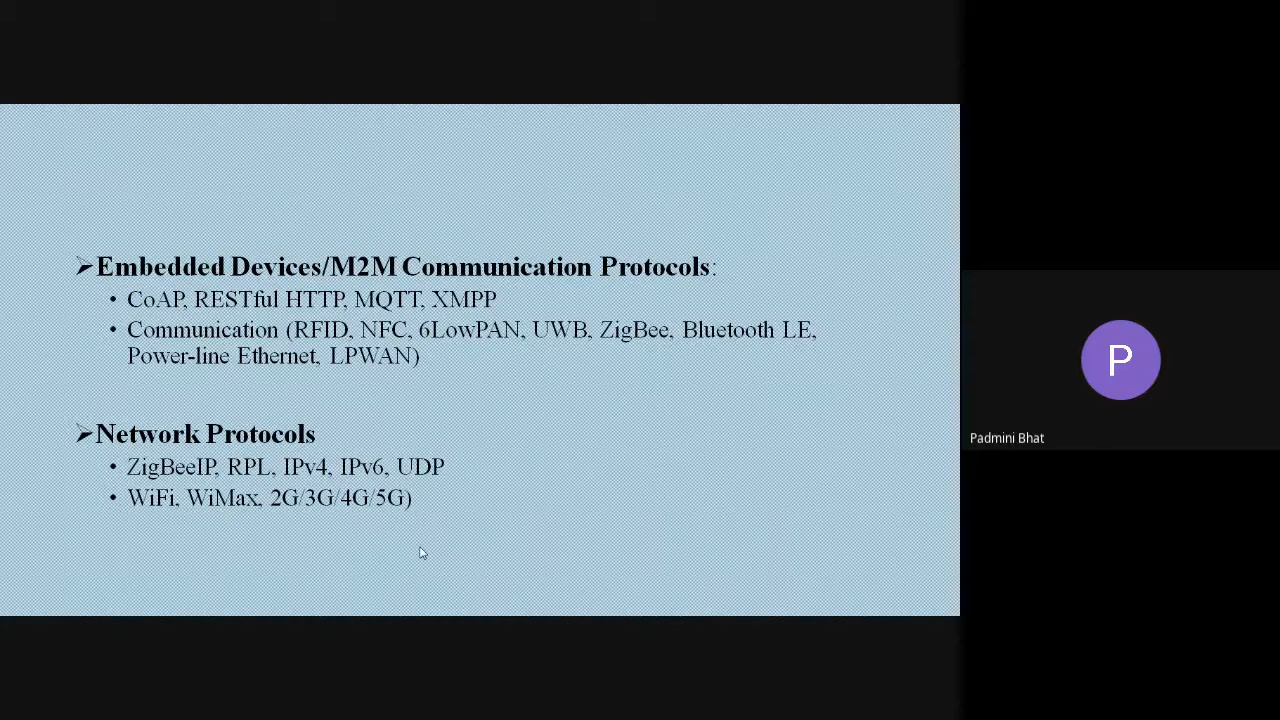 ➢Embedded Devices/M2M Communication Protocols:
• CoAP, RESTful HTTP, MQTT, XMPP
• Communication (RFID, NFC, 6LowPAN, UWB, ZigBee, Bluetooth LE,
Power-line Ethernet, LPWAN)
➢Network Protocols
• ZigBeeIP, RPL, IPv4, IPv6, UDP
• WiFi, WiMax, 2G/3G/4G/5G)
P
Padmini Bhat